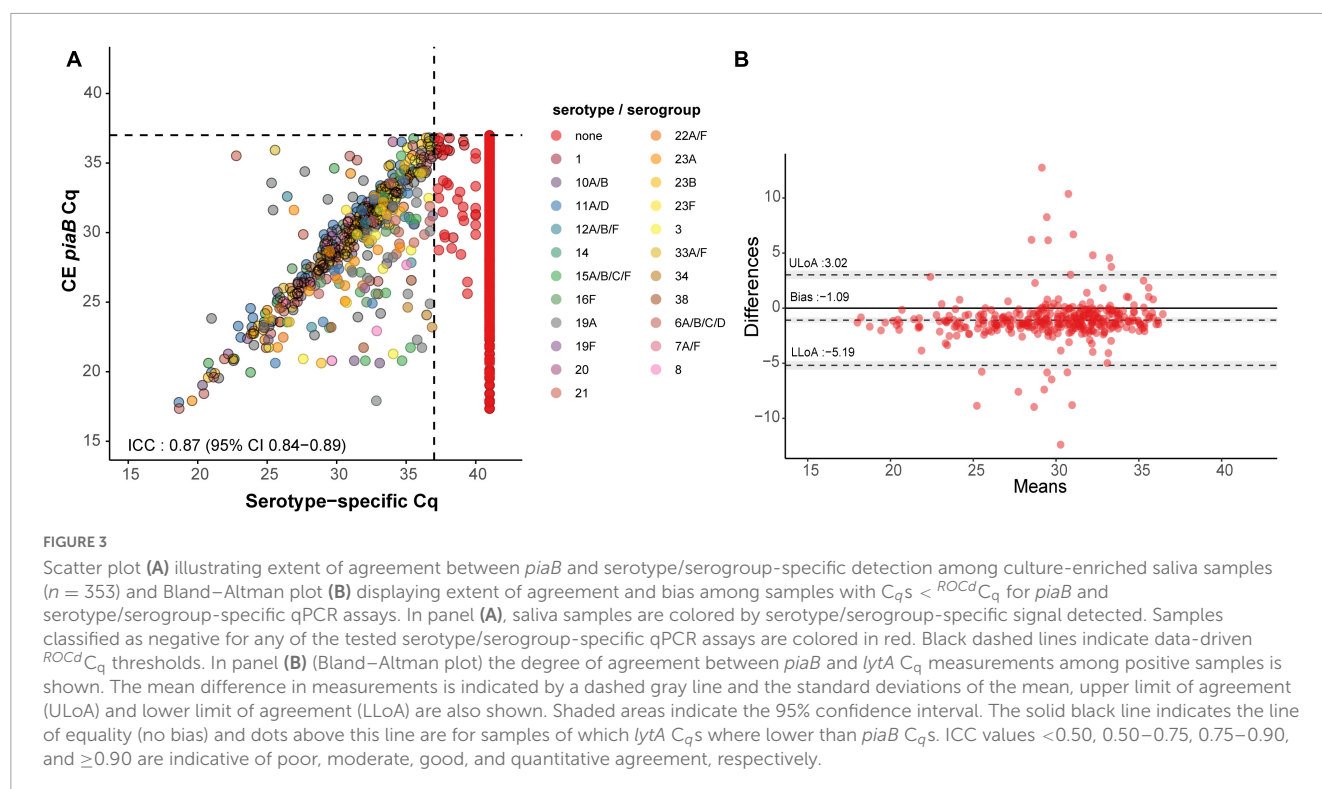 A
B
40
35
30
25
20
15
CE piaB Cq
ICC : 0.87 (95% CI 0.84−0.89)
15 20 25 30 35 40
Serotype−specific Cq
serotype / serogroup
none
1
10A/B
11A/D
12A/B/F
14
15A/B/C/F
16F
19A
19F
20
21
22A/F
23A
23B
23F
3
33A/F
34
38
6A/B/C/D
7A/F
8
10
5
0
−5
−10
Differences
ULoA :3.02
Bias :−1.09
LLoA :−5.19
15 20 25 30 35 40
Means
FIGURE 3
Scatter plot (A) illustrating extent of agreement between piaB and serotype/serogroup-specific detection among culture-enriched saliva samples
(n = 353) and Bland–Altman plot (B) displaying extent of agreement and bias among samples with Cqs < ROCdCq for piaB and
serotype/serogroup-specific qPCR assays. In panel (A), saliva samples are colored by serotype/serogroup-specific signal detected. Samples
classified as negative for any of the tested serotype/serogroup-specific qPCR assays are colored in red. Black dashed lines indicate data-driven
ROCdCq thresholds. In panel (B) (Bland–Altman plot) the degree of agreement between piaB and lytA Cq measurements among positive samples is
shown. The mean difference in measurements is indicated by a dashed gray line and the standard deviations of the mean, upper limit of agreement
(ULoA) and lower limit of agreement (LLoA) are also shown. Shaded areas indicate the 95% confidence interval. The solid black line indicates the line
of equality (no bias) and dots above this line are for samples of which lytA Cqs where lower than piaB Cqs. ICC values <0.50, 0.50–0.75, 0.75–0.90,
and ≥0.90 are indicative of poor, moderate, good, and quantitative agreement, respectively.